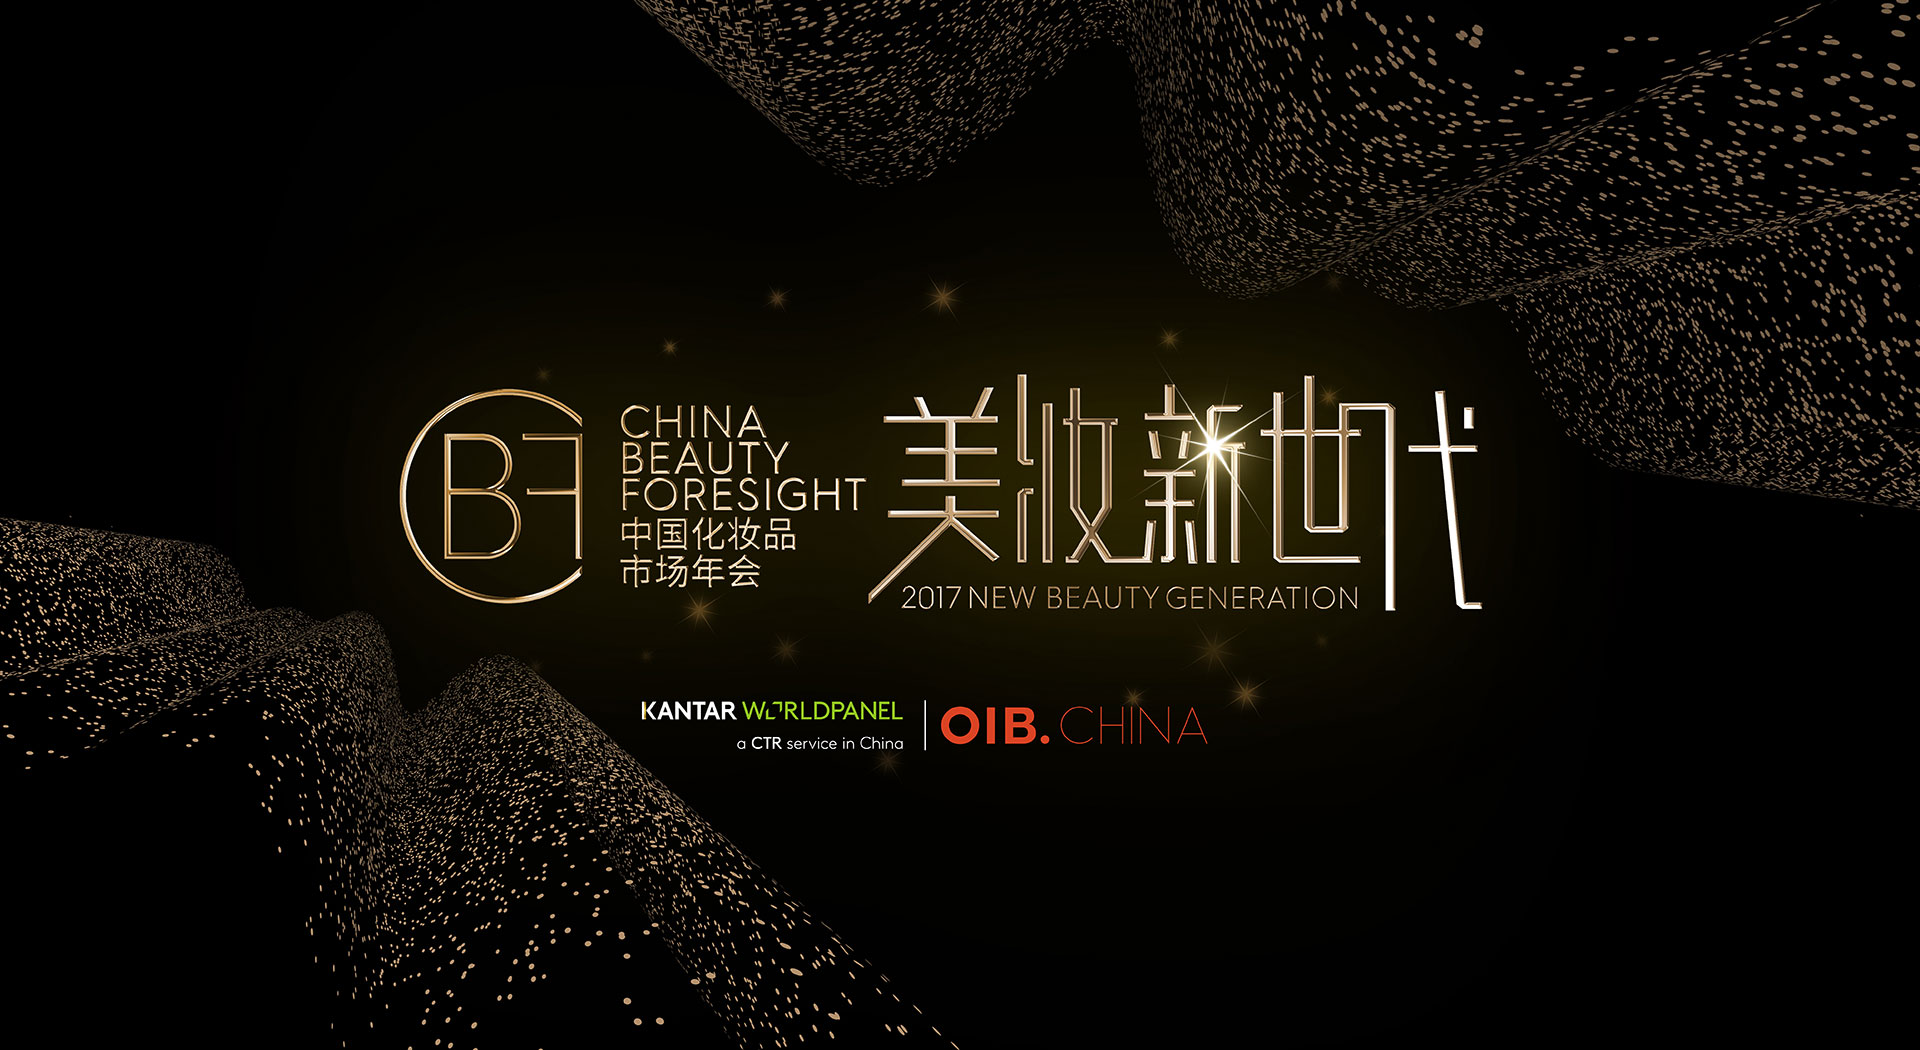 CBF
CHINA
BEAUTY
FORESIGHT
中国化妆品
市场年会
美妆新世代
2017 NEW BEAUTY GENERATION
KANTAR WORLDPANEL
a CTR service in China
OIB.CHINA